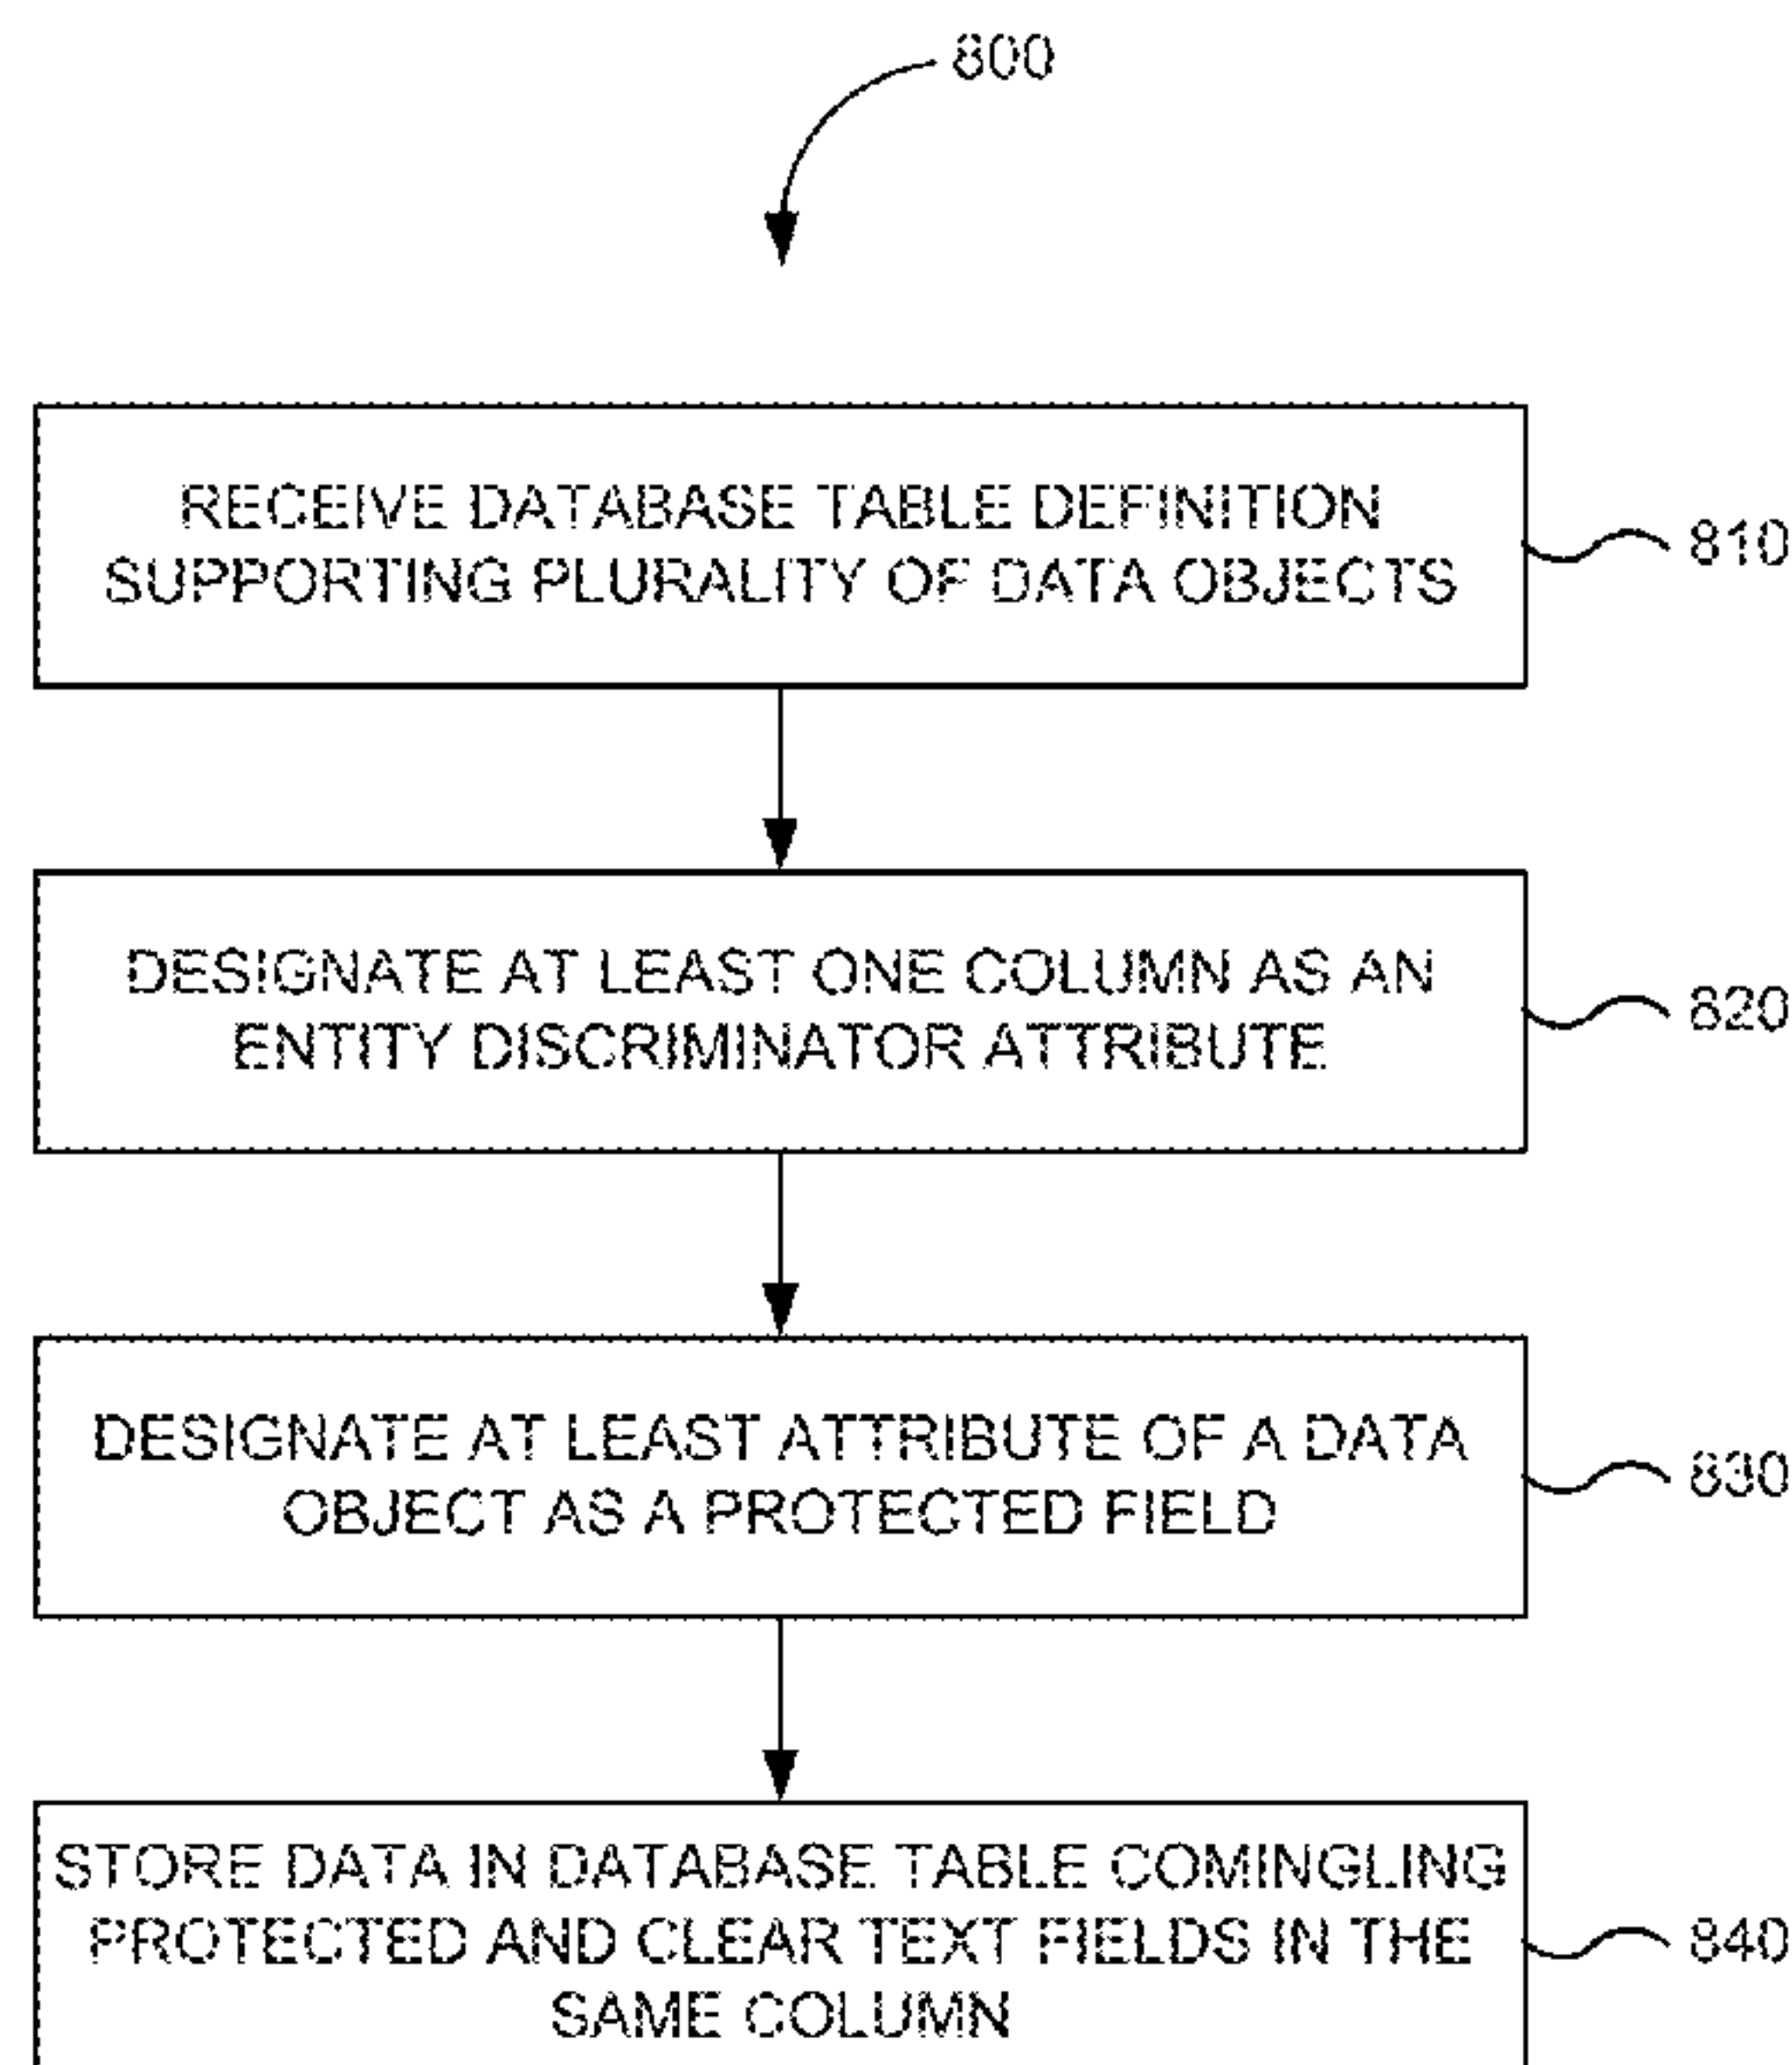 800
RECEIVE DATABASE TABLE DEFINITION
SUPPORTING PLURALITY OF DATA OBJECTS
810
DESIGNATE AT LEAST ONE COLUMN AS AN
ENTITY DISCRIMINATOR ATTRIBUTE
820
DESIGNATE AT LEAST ATTRIBUTE OF A DATA
OBJECT AS A PROTECTED FIELD
830
STORE DATA IN DATABASE TABLE COMINGLING
PROTECTED AND CLEAR TEXT FIELDS IN THE
SAME COLUMN
840